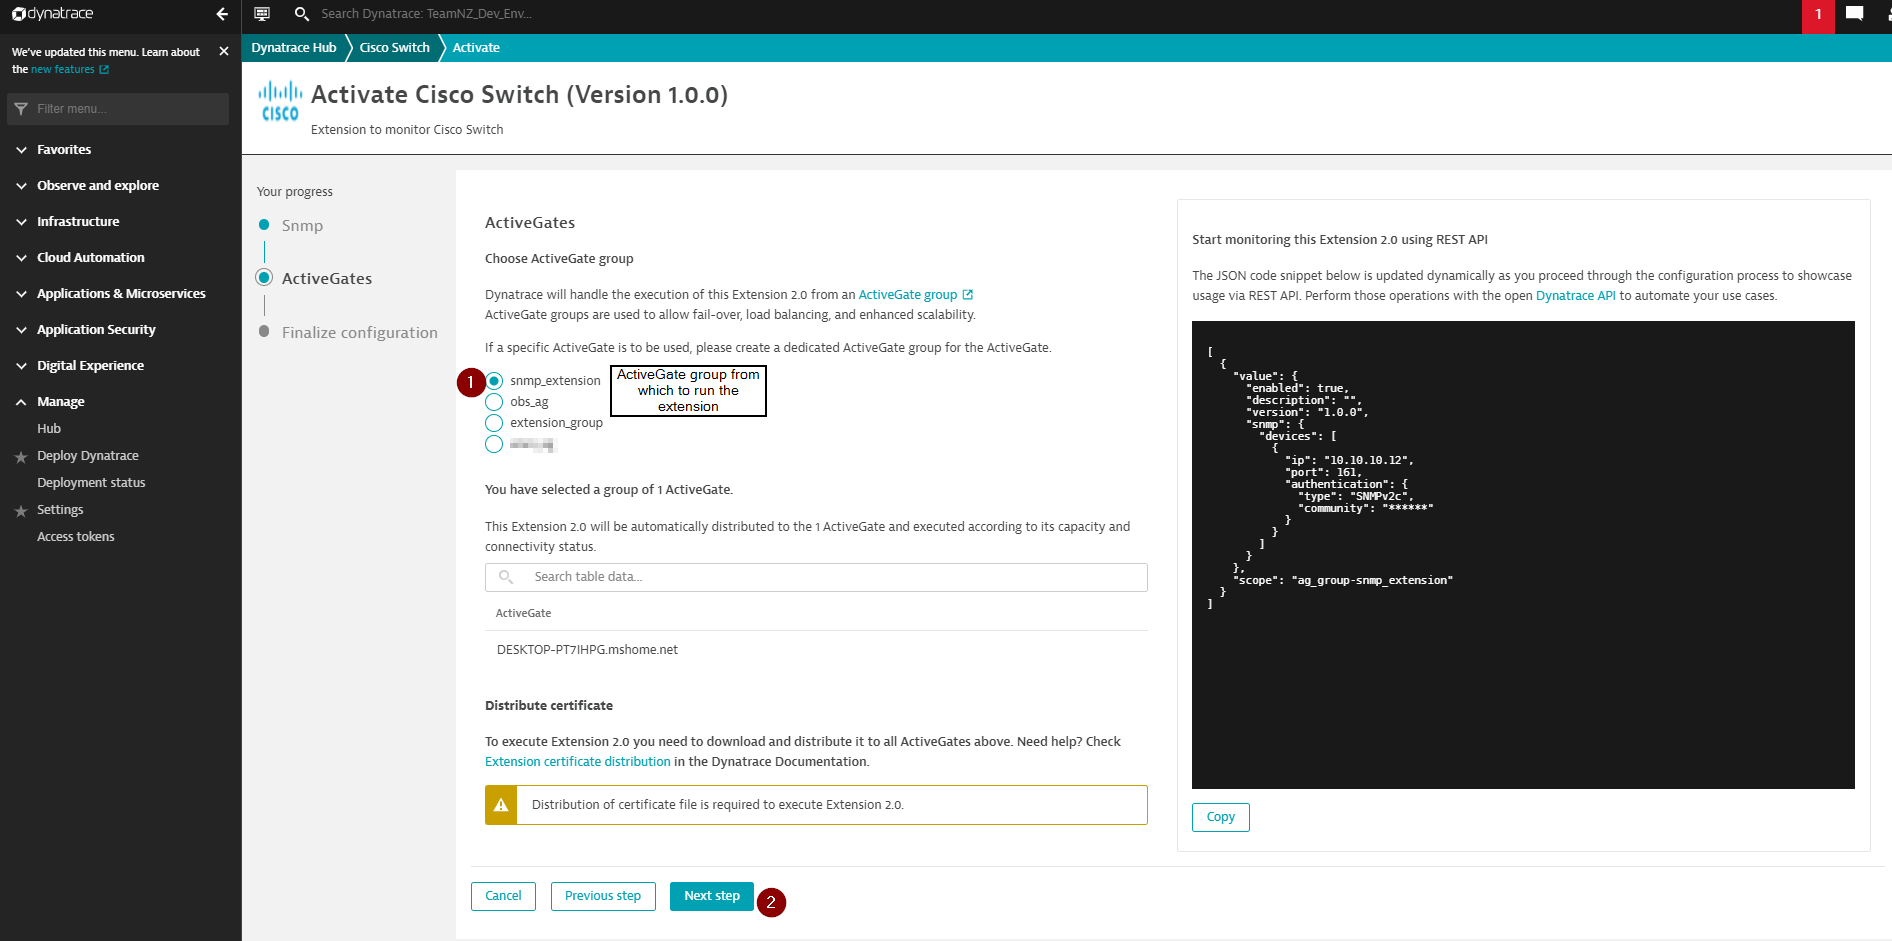 dynatrace
Search Dynatrace: TeamNZ_Dev_Env...
1
We've updated this menu. Learn about
the new features
Filter menu...
Favorites
Observe and explore
Infrastructure
Cloud Automation
Applications & Microservices
Application Security
Digital Experience
Manage
Hub
Deploy Dynatrace
Deployment status
Settings
Access tokens
Dynatrace Hub
Cisco Switch
Activate
CISCO
Activate Cisco Switch (Version 1.0.0)
Extension to monitor Cisco Switch
Your progress
Snmp
ActiveGates
Finalize configuration
ActiveGates
Choose ActiveGate group
Dynatrace will handle the execution of this Extension 2.0 from an ActiveGate group
ActiveGate groups are used to allow fail-over, load balancing, and enhanced scalability.
If a specific ActiveGate is to be used, please create a dedicated ActiveGate group for the ActiveGate.
1
snmp_extension
obs_ag
extension_group
ActiveGate group from
which to run the
extension
You have selected a group of 1 ActiveGate.
This Extension 2.0 will be automatically distributed to the 1 ActiveGate and executed according to its capacity and
connectivity status.
Search table data...
ActiveGate
DESKTOP-PT7IHPG.mshome.net
Distribute certificate
To execute Extension 2.0 you need to download and distribute it to all ActiveGates above. Need help? Check
Extension certificate distribution in the Dynatrace Documentation.
Distribution of certificate file is required to execute Extension 2.0.
Cancel
Previous step
Next step
2
Start monitoring this Extension 2.0 using REST API
The JSON code snippet below is updated dynamically as you proceed through the configuration process to showcase
usage via REST API. Perform those operations with the open Dynatrace API to automate your use cases.
[
{
"value": {
"enabled": true,
"description": "",
"version": "1.0.0",
"snmp": {
"devices": [
{
"ip": "10.10.10.12",
"port": 161,
"authentication": {
"type": "SNMPv2c",
"community": "******"
}
}
]
}
},
"scope": "ag_group-snmp_extension"
}
]
Copy